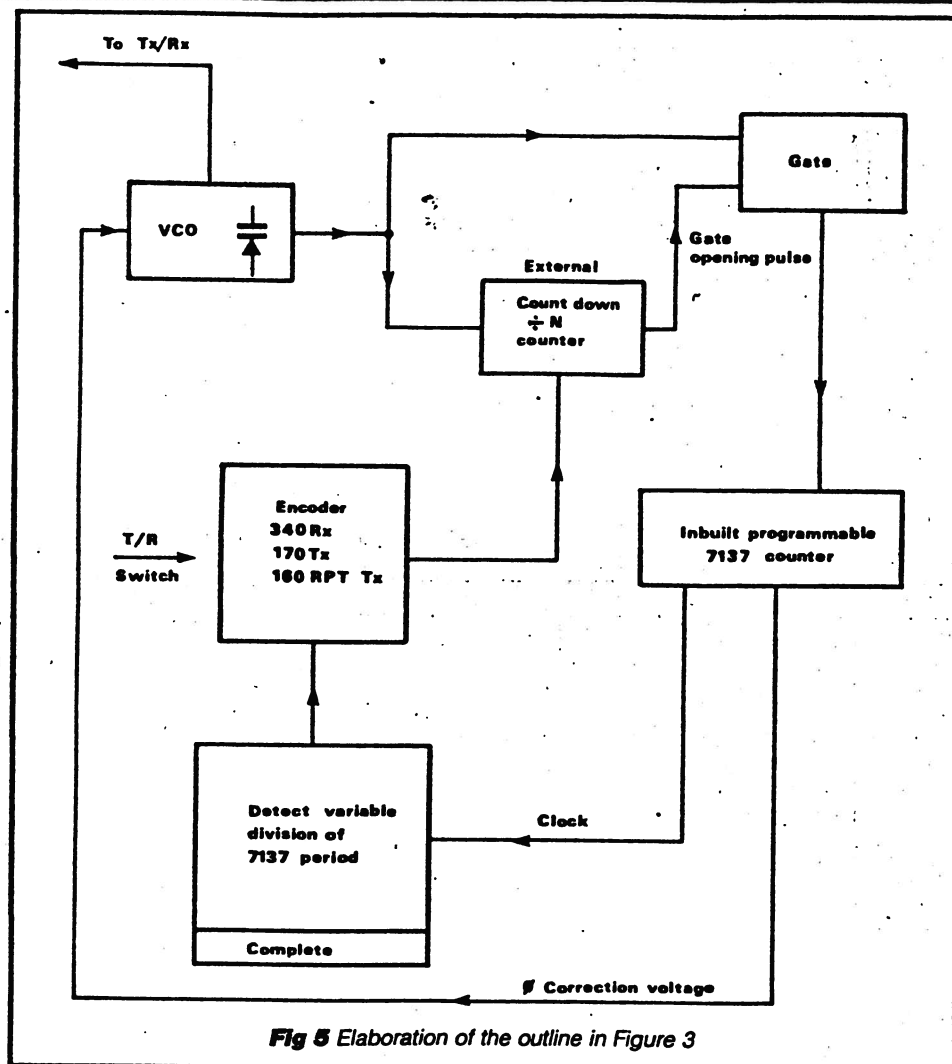 To Tx/Rx
VCO
Gate
Gate
opening pulse
External
Count down
÷ N
counter
Encoder
340 Rx
170 Tx
160 RPT Tx
T/R
Switch
Inbuilt programmable
7137 counter
Detect variable
division of
7137 period
Complete
Clock
Ø Correction voltage
Fig 5 Elaboration of the outline in Figure 3